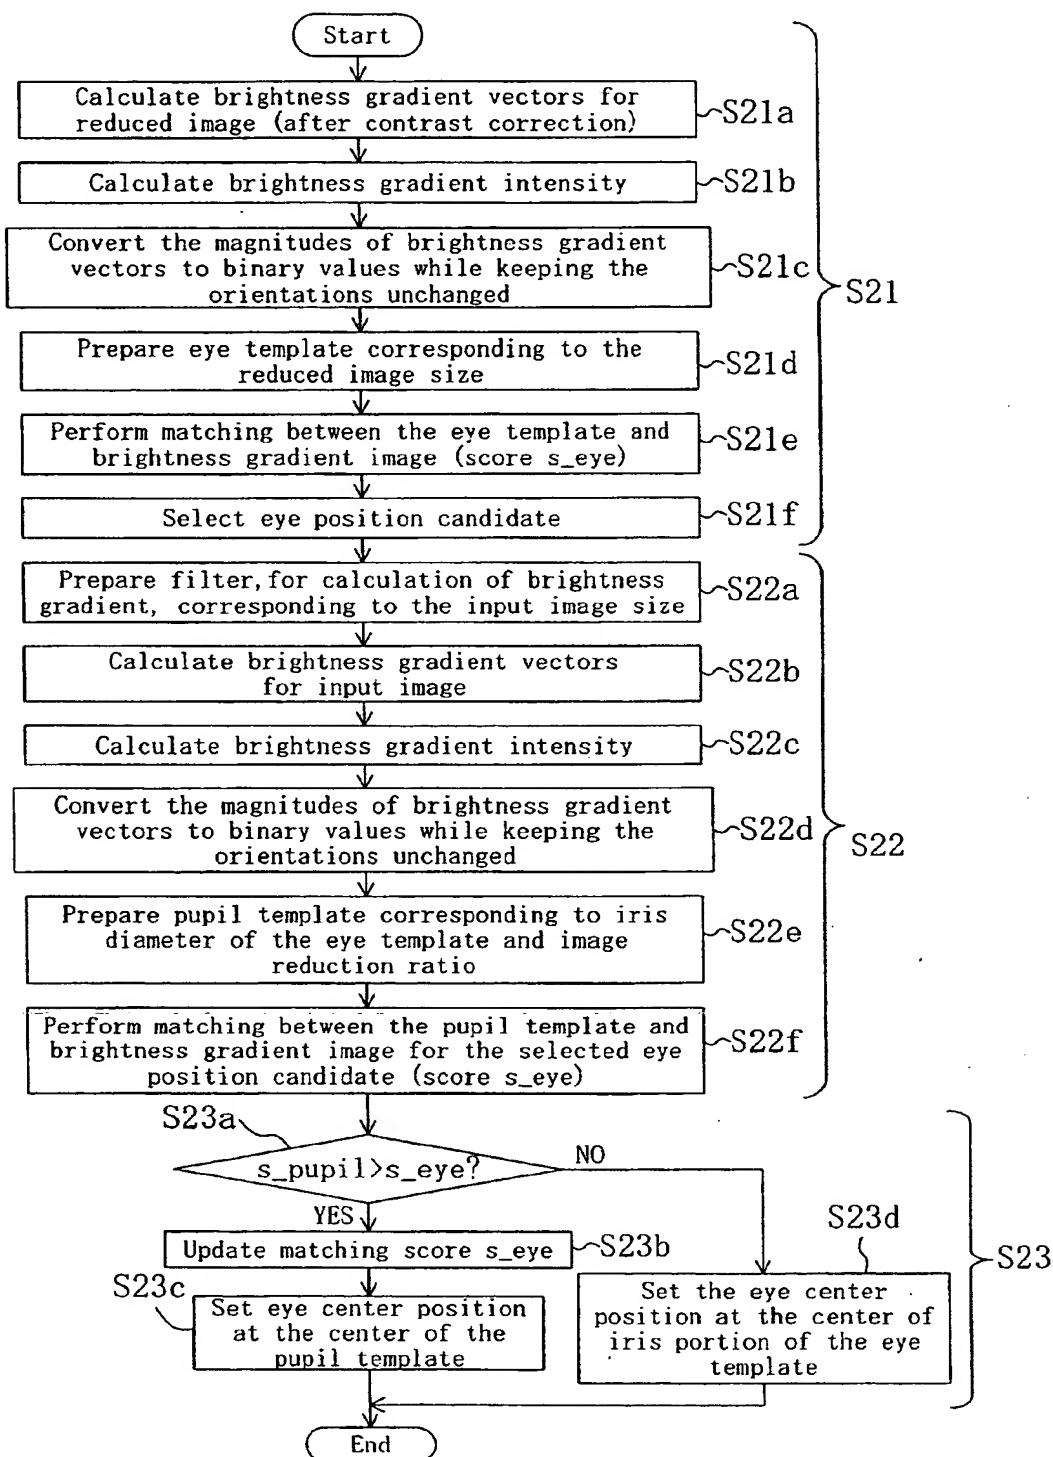 Start
Calculate brightness gradient vectors for
reduced image (after contrast correction)
S21a
Calculate brightness gradient intensity
S21b
Convert the magnitudes of brightness gradient
vectors to binary values while keeping the
orientations unchanged
S21c
S21
Prepare eye template corresponding to the
reduced image size
S21d
Perform matching between the eye template and
brightness gradient image (score s_eye)
S21e
Select eye position candidate
S21f
Prepare filter, for calculation of brightness
gradient, corresponding to the input image size
S22a
Calculate brightness gradient vectors
for input image
S22b
Calculate brightness gradient intensity
S22c
Convert the magnitudes of brightness gradient
vectors to binary values while keeping the
orientations unchanged
S22d
S22
Prepare pupil template corresponding to iris
diameter of the eye template and image
reduction ratio
S22e
Perform matching between the pupil template and
brightness gradient image for the selected eye
position candidate (score s_eye)
S22f
S23a
s_pupil>s_eye?
NO
YES
Update matching score s_eye
S23b
S23d
S23
S23c
Set eye center position
at the center of the
pupil template
Set the eye center
position at the center of
iris portion of the eye
template
End